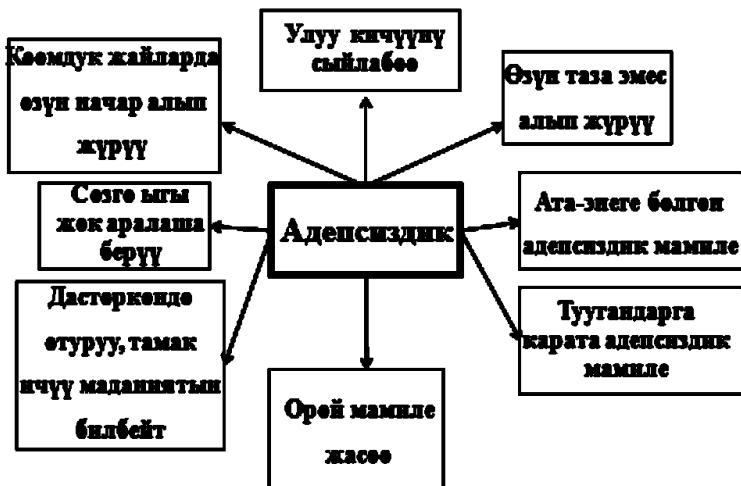 Улуу кичүүнү
сыйлабоо
Коомдук жайларда
өзүн начар алып
жүрүү
Өзүн таза эмес
алып жүрүү
Сөзгө ыгы
жок аралаша
берүү
Адепсиздик
Ата-энеге болгон
адепсиздик мамиле
Дасторкондо
отуруу, тамак
ичүү маданиятын
билбейт
Туугандарга
карата адепсиздик
мамиле
Орой мамиле
жасоо